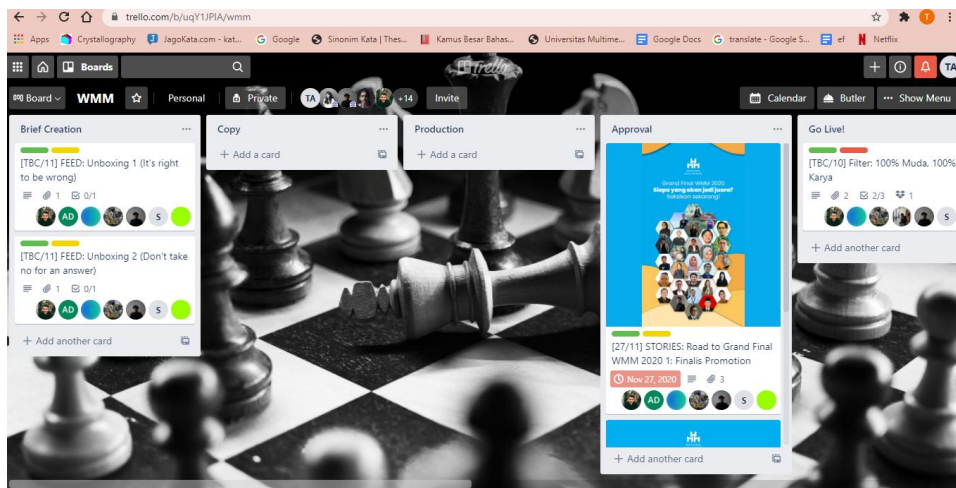 trello.com/b/uqY1JPIA/wmm
Apps Crystallography JagoKata.com - kat... Google Sinonim Kata | Thes... Kamus Besar Bahas... Universitas Multime... Google Docs translate - Google S... ef Netflix
Boards Trello TA
Board WMM Personal Private TA +14 Invite Calendar Butler ... Show Menu
Brief Creation ...
[TBC/11] FEED: Unboxing 1 (It's right
to be wrong)
1 0/1
AD S
[TBC/11] FEED: Unboxing 2 (Don't take
no for an answer)
1 0/1
AD S
+ Add another card
Copy ...
+ Add a card
Production ...
+ Add a card
Approval ...
Grand Final WMM 2020
Siapa yang akan jadi juara?
Saksikan sekarang!
[27/11] STORIES: Road to Grand Final
WMM 2020 1: Finalis Promotion
Nov 27, 2020 3
AD S
+ Add another card
Go Live!
[TBC/10] Filter: 100% Muda, 100%
Karya
2 2/3 1
S
+ Add another card